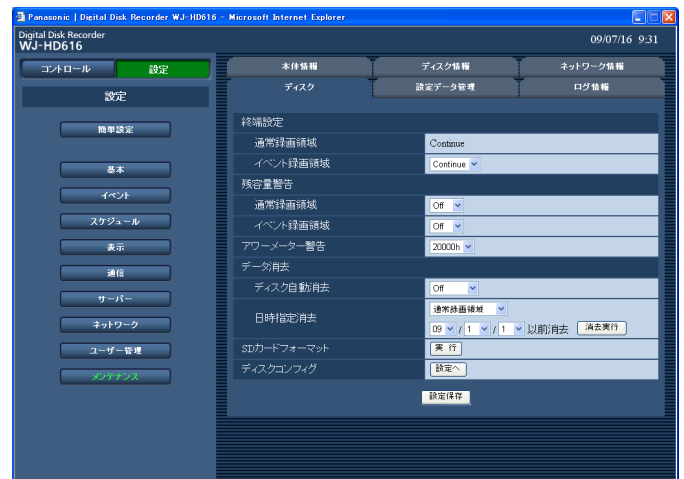 Panasonic | Digital Disk Recorder WJ-HD616 - Microsoft Internet Explorer
Digital Disk Recorder
WJ-HD616
09/07/16 9:31
コントロール 設定
設定
簡単設定
基本
イベント
スケジュール
表示
通信
サーバー
ネットワーク
ユーザー管理
メンテナンス
本体情報 ディスク情報 ネットワーク情報
ディスク 設定データ管理 ログ情報
終端設定
通常録画領域 Continue
イベント録画領域 Continue
残容量警告
通常録画領域 Off
イベント録画領域 Off
アワーメーター警告 20000h
データ消去
ディスク自動消去 Off
日時指定消去 通常録画領域
09 / 1 / 1 以前消去 消去実行
SDカードフォーマット 実 行
ディスクコンフィグ 設定へ
設定保存